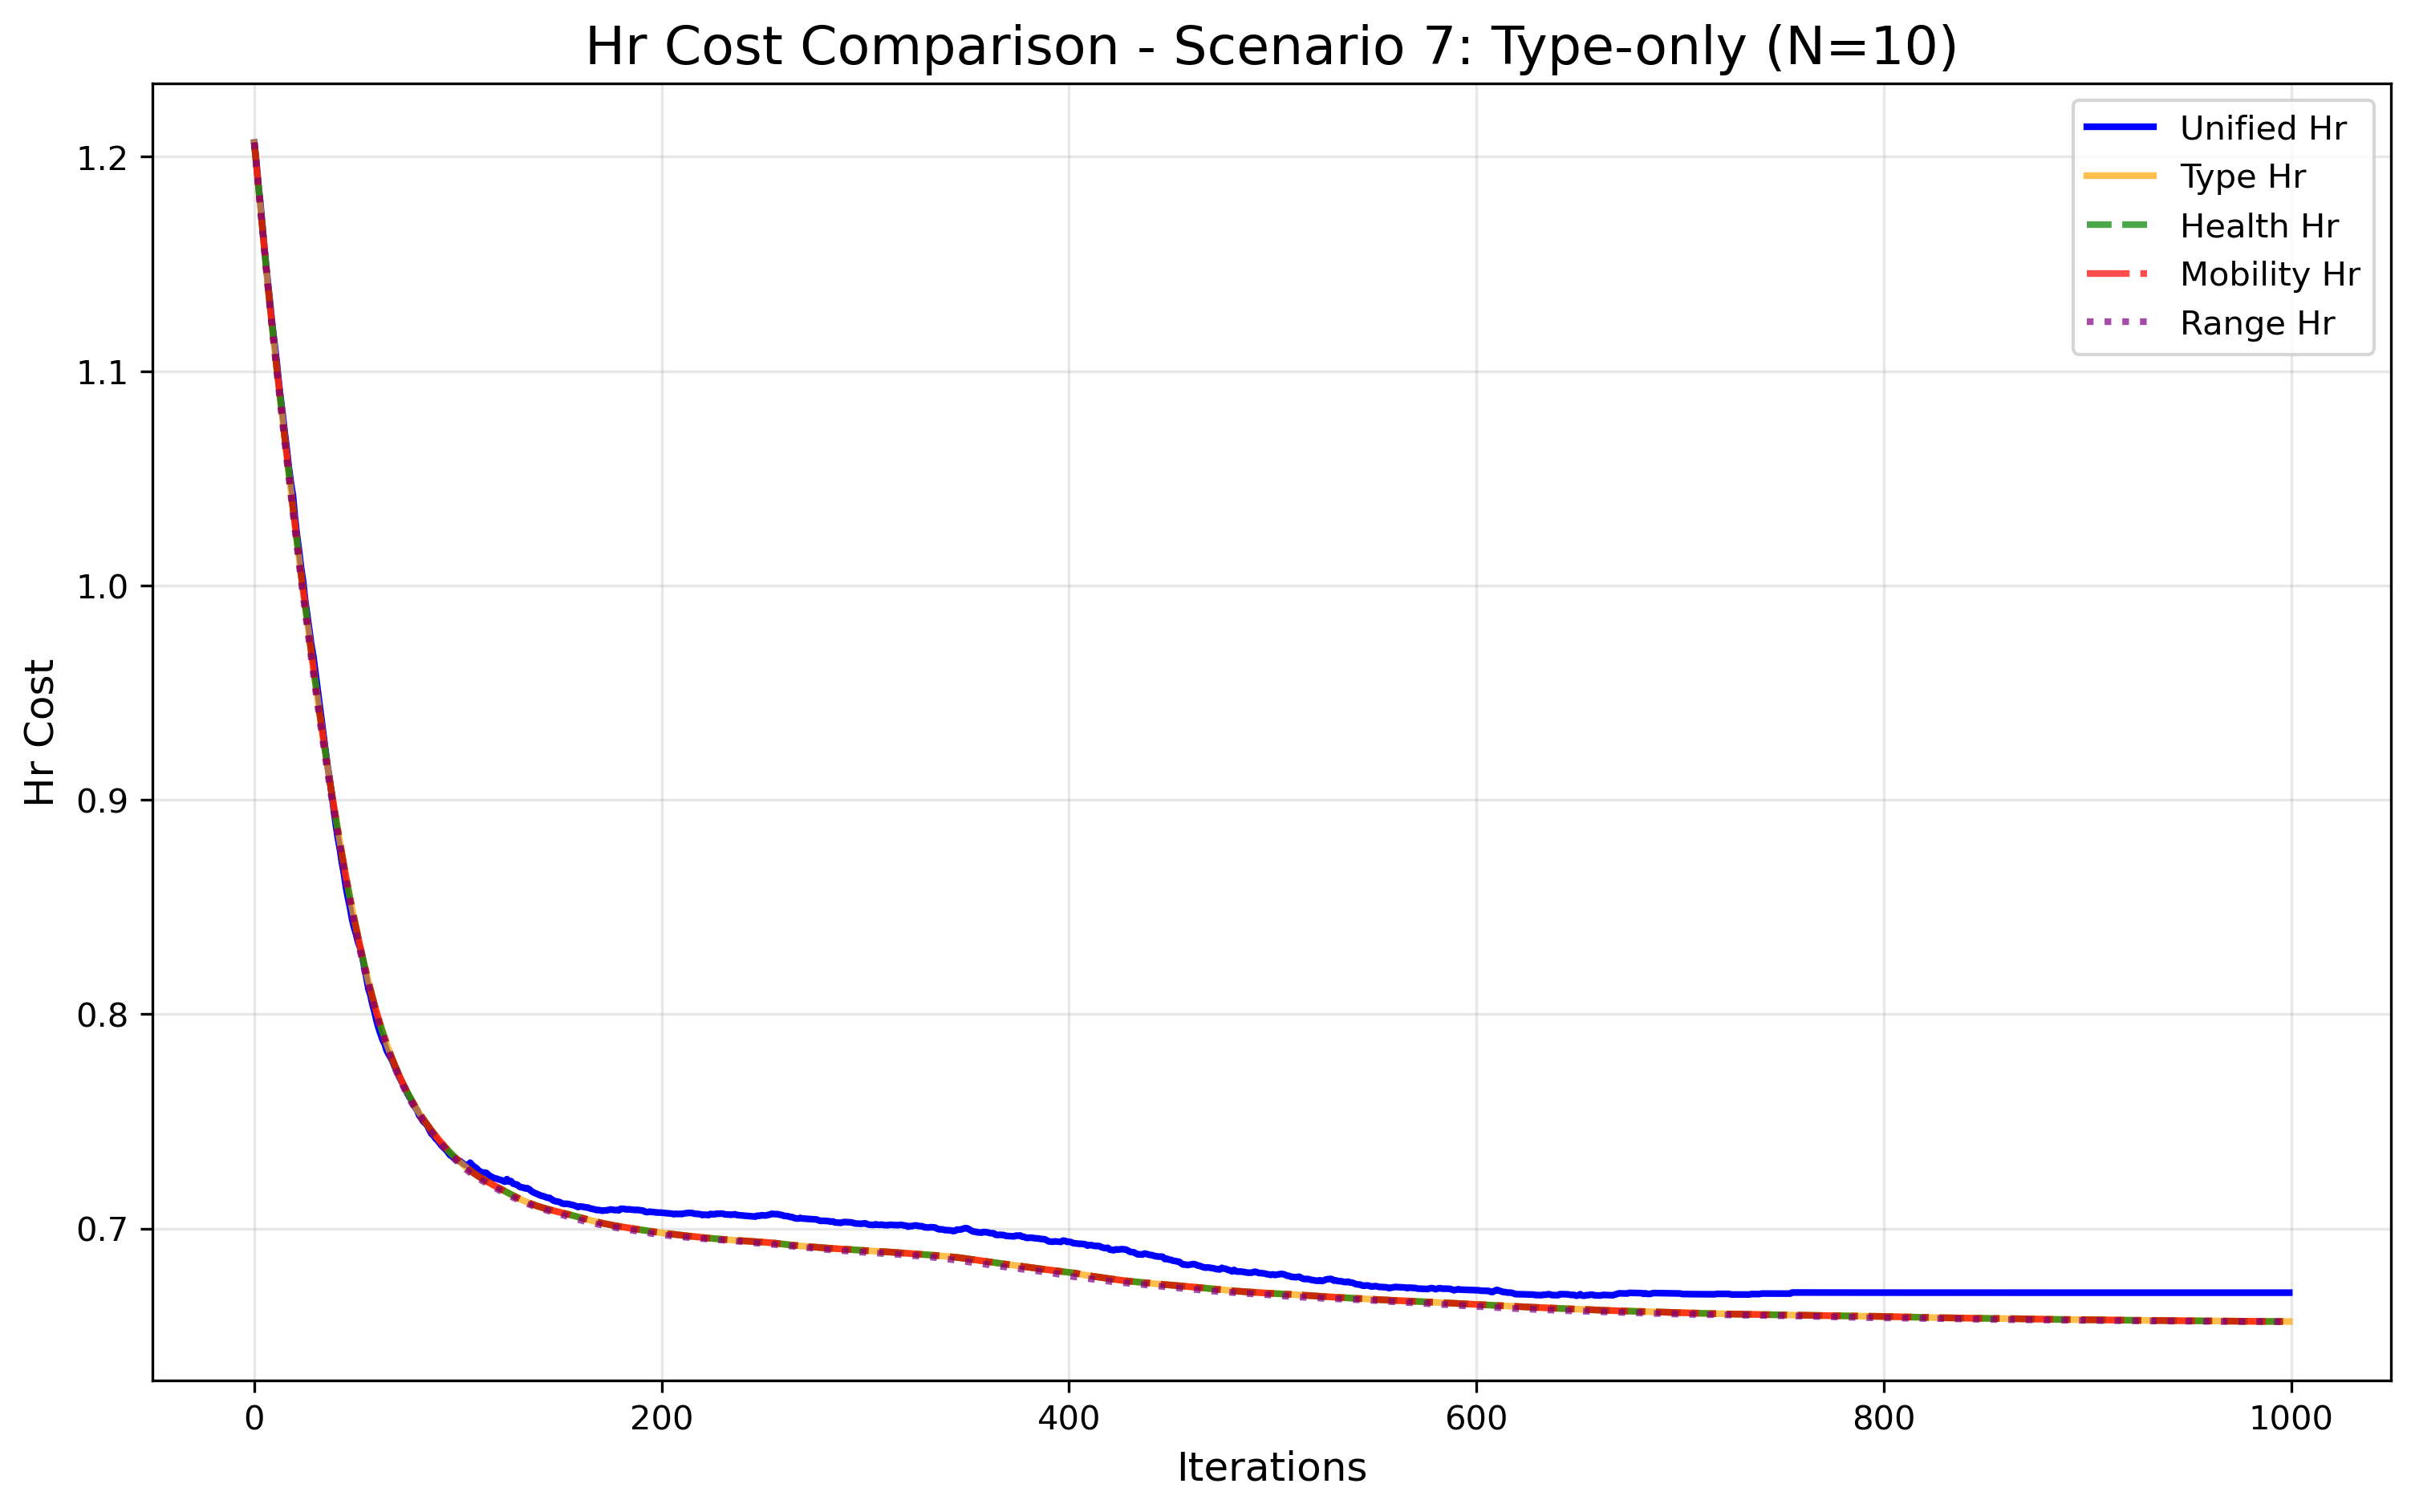 Hr Cost Comparison - Scenario 7: Type-only (N=10)
Unified Hr
Type Hr
Health Hr
Mobility Hr
Range Hr
Hr Cost
1.2
1.1
1.0
0.9
0.8
0.7
0 200 400 600 800 1000
Iterations